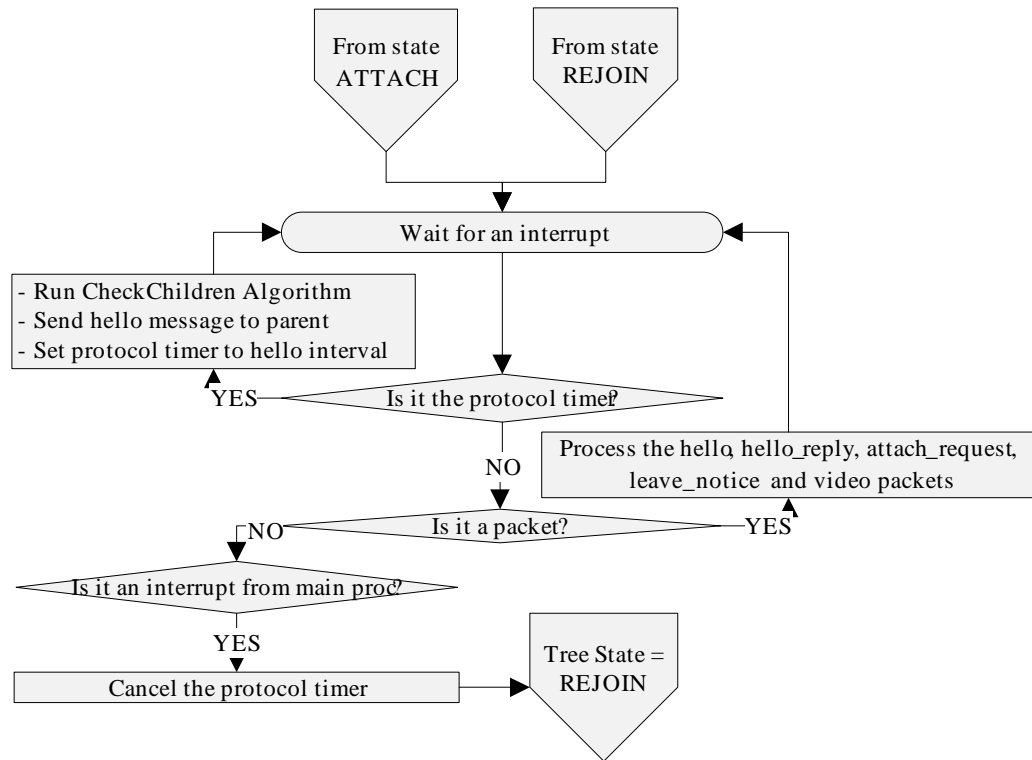 From state
ATTACH
From state
REJOIN
Wait for an interrupt
- Run CheckChildren Algorithm
- Send hello message to parent
- Set protocol timer to hello interval
YES
Is it the protocol timer?
NO
Process the hello, hello_reply, attach_request,
leave_notice and video packets
NO
Is it a packet?
YES
Is it an interrupt from main proc?
YES
Cancel the protocol timer
Tree State =
REJOIN